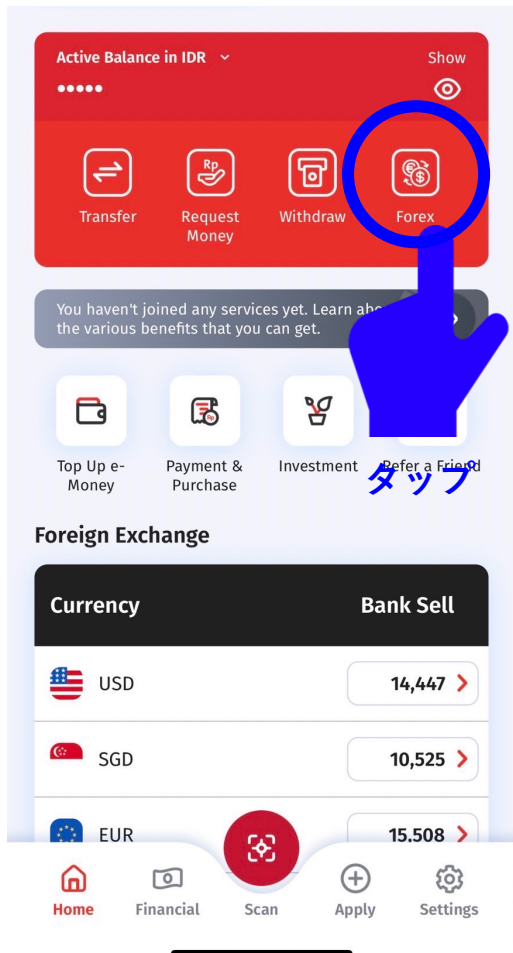 Active Balance in IDR
Show
•••••
Transfer
Request
Money
Withdraw
Forex
You haven't joined any services yet. Learn
the various benefits that you can get.
Top Up e-
Money
Payment &
Purchase
Investment
Refer a Friend
タップ
Foreign Exchange
Currency
Bank Sell
USD
14,447
SGD
10,525
EUR
15,508
Home
Financial
Scan
Apply
Settings